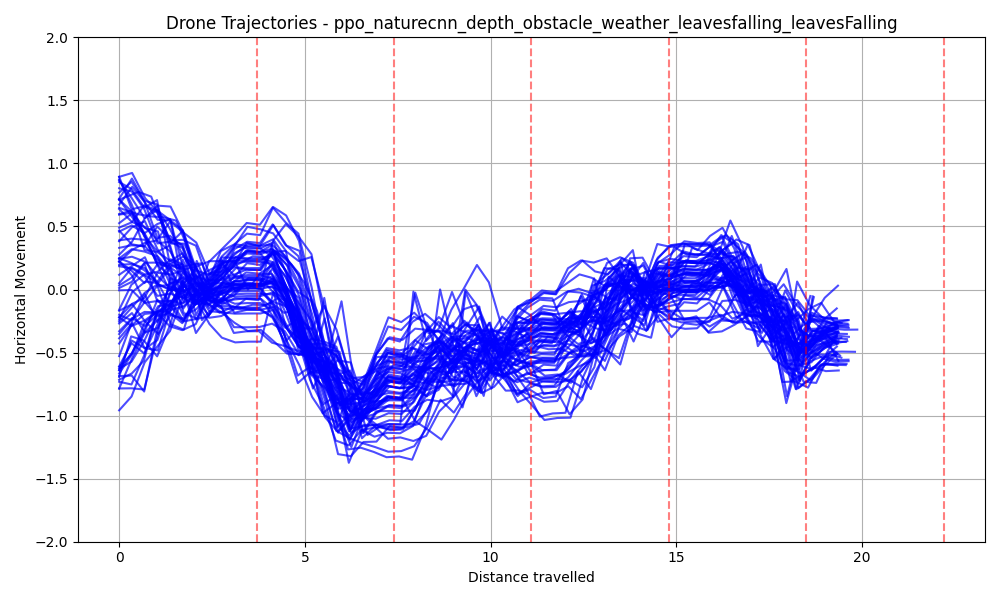 Drone Trajectories - ppo_naturecnn_depth_obstacle_weather_leavesfalling_leavesFalling
2.0
1.5
1.0
0.5
0.0
−0.5
−1.0
−1.5
−2.0
Horizontal Movement
0 5 10 15 20
Distance travelled